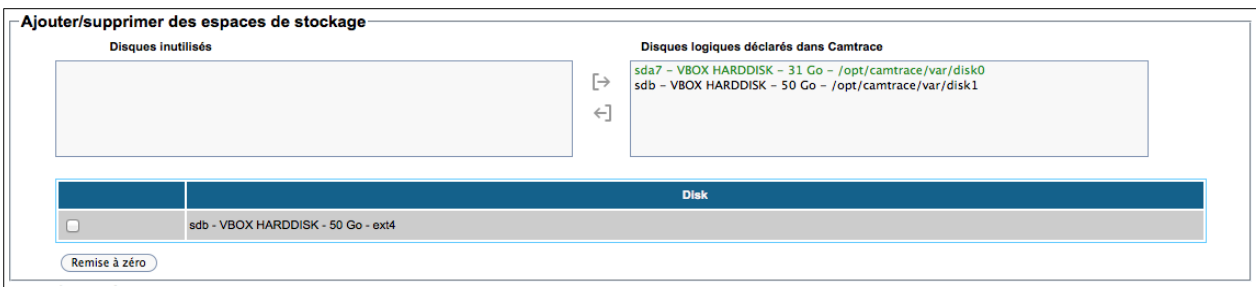 Ajouter/supprimer des espaces de stockage
Disques inutilisés
Disques logiques déclarés dans Camtrace
sda7 – VBOX HARDDISK – 31 Go – /opt/camtrace/var/disk0
sdb – VBOX HARDDISK – 50 Go – /opt/camtrace/var/disk1
Disk
sdb - VBOX HARDDISK - 50 Go - ext4
Remise à zéro